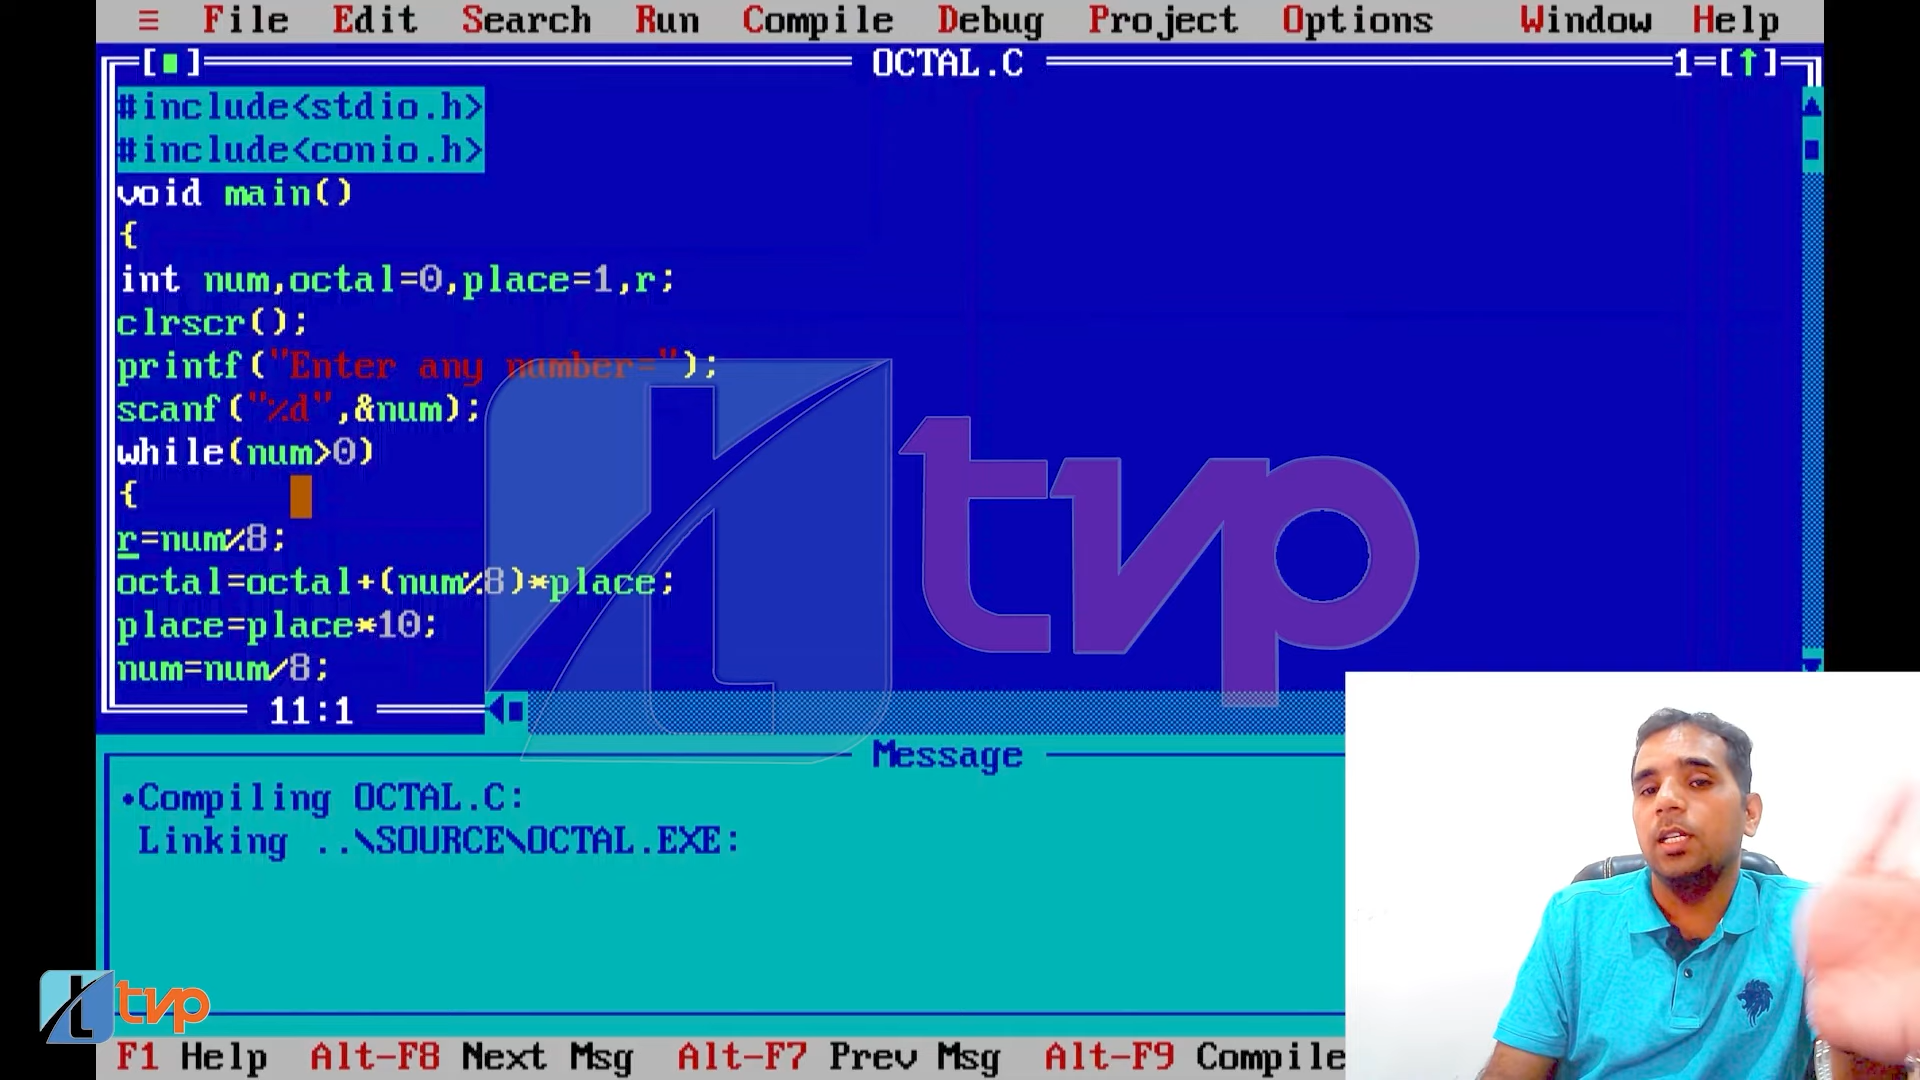 ≡ File Edit Search Run Compile Debug Project Options Window Help
[■] OCTAL.C 1=[↑]
#include<stdio.h>
#include<conio.h>
void main()
{
int num,octal=0,place=1,r;
clrscr();
printf("Enter any number=");
scanf("%d",&num);
while(num>0)
{
r=num%8;
octal=octal+(num%8)*place;
place=place*10;
num=num/8;
11:1
tvp
Message
•Compiling OCTAL.C:
Linking ..\SOURCE\OCTAL.EXE:
tvp
F1 Help Alt-F8 Next Msg Alt-F7 Prev Msg Alt-F9 Compile